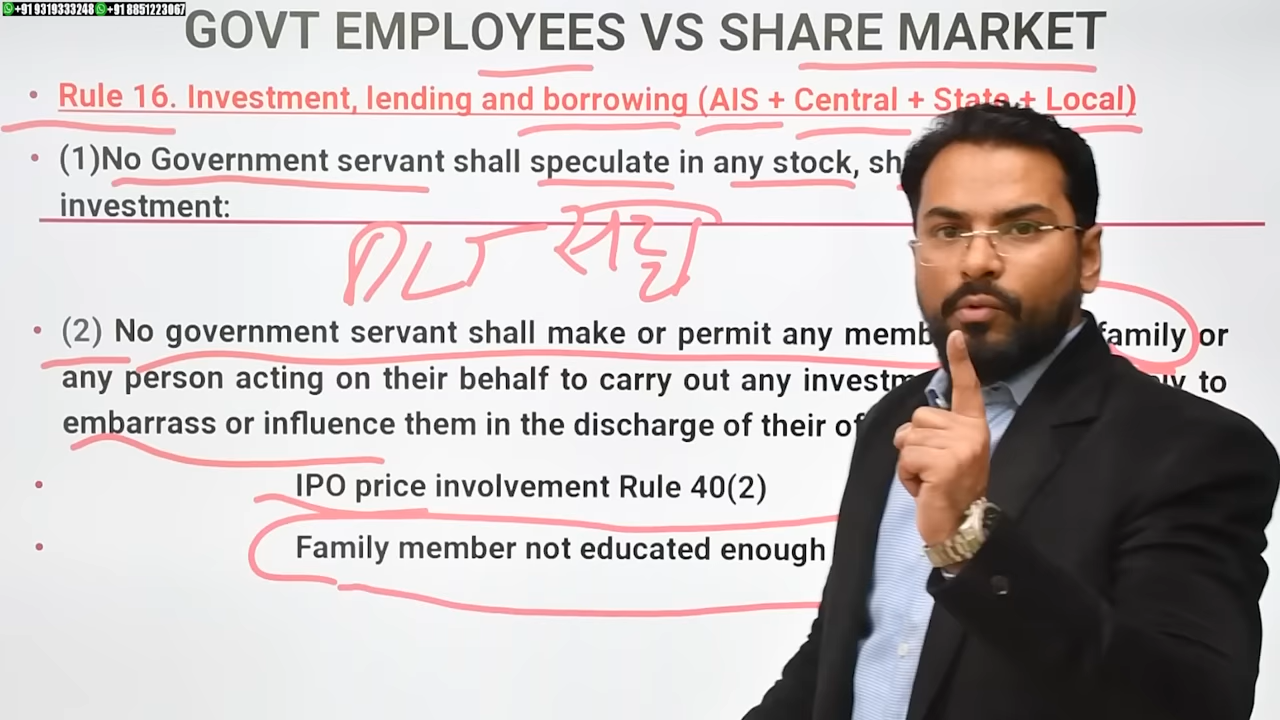 +91 9319333248 +91 8851223067
GOVT EMPLOYEES VS SHARE MARKET
• Rule 16. Investment, lending and borrowing (AIS + Central + State + Local)
• (1)No Government servant shall speculate in any stock, sh
investment:
सट्टा
• (2) No government servant shall make or permit any memb family or
any person acting on their behalf to carry out any investm to
embarrass or influence them in the discharge of their of
• IPO price involvement Rule 40(2)
• Family member not educated enough